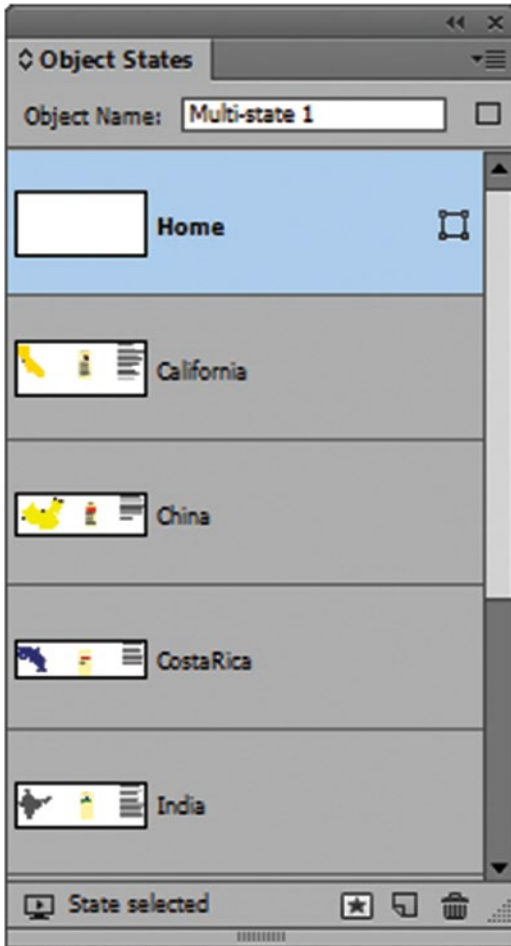 Object States
Object Name: Multi-state 1
Home
California
China
CostaRica
India
State selected